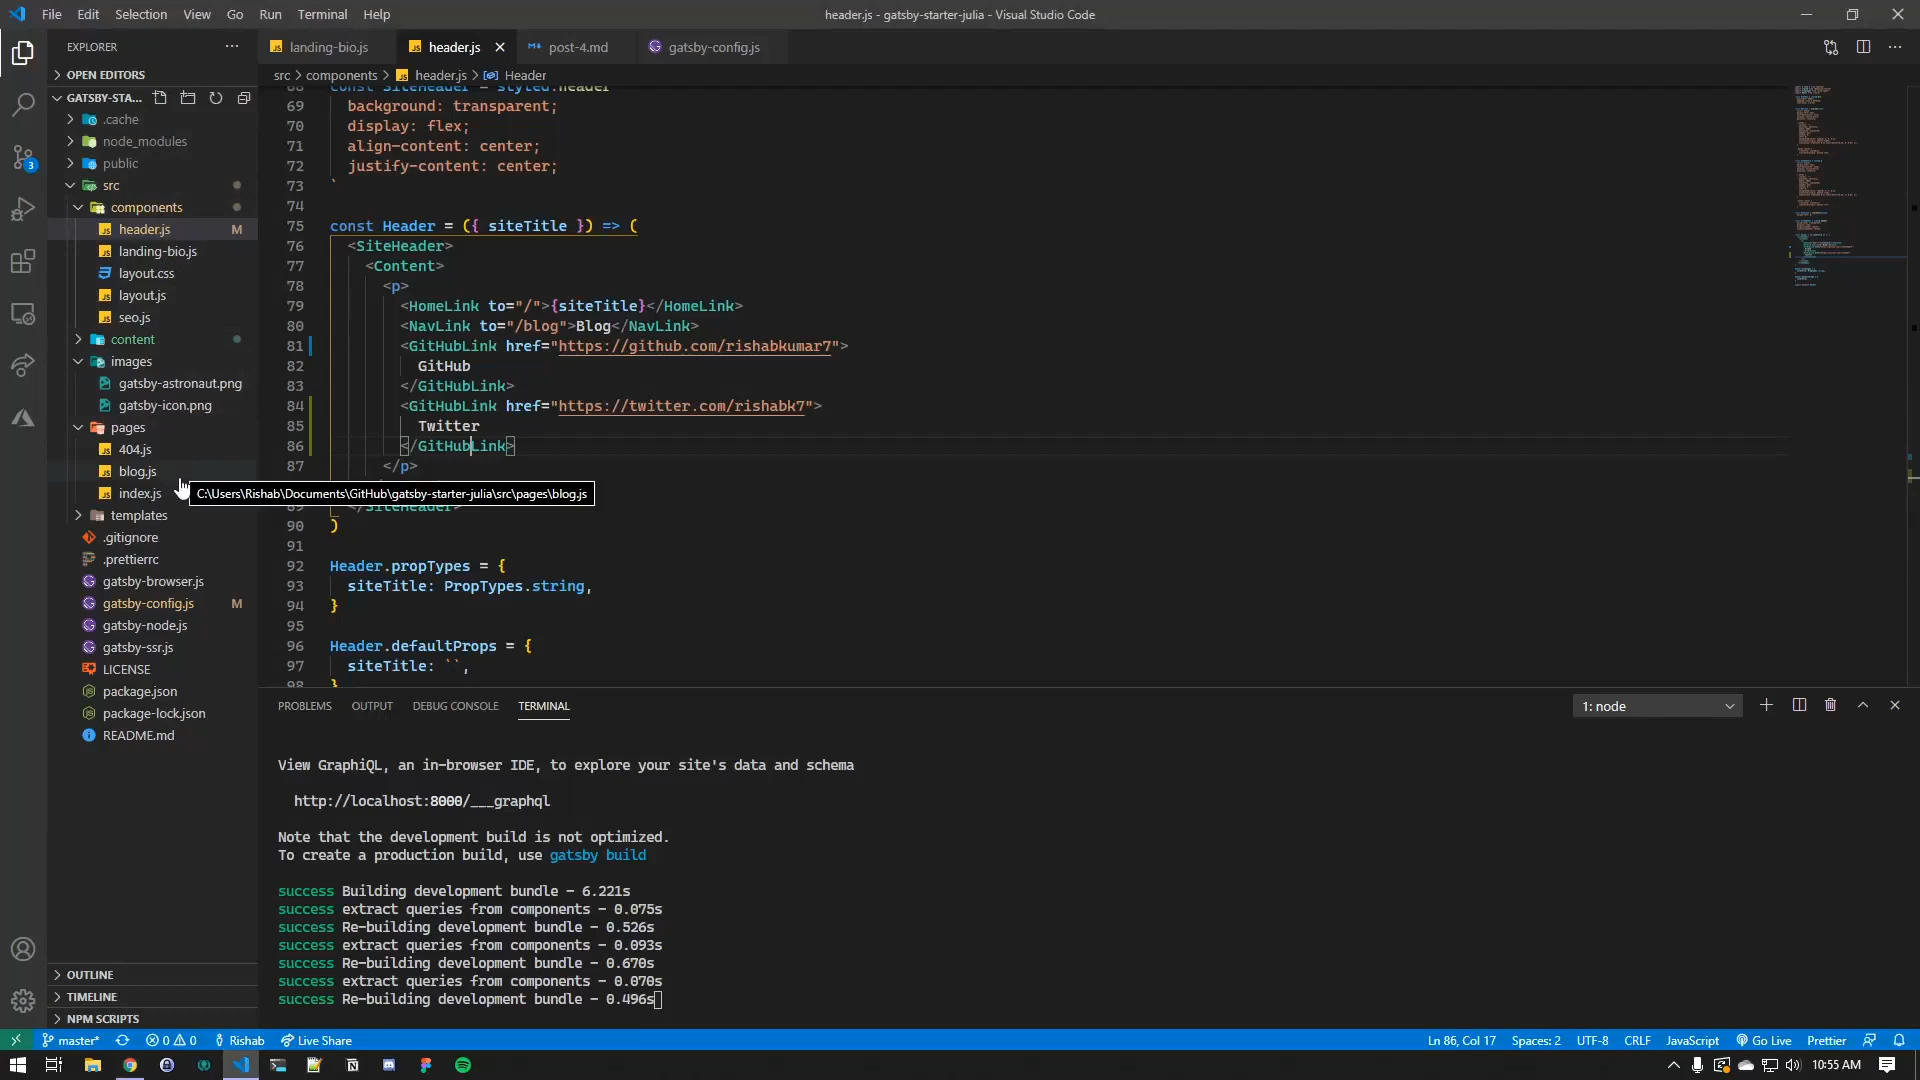 File Edit Selection View Go Run Terminal Help
header.js - gatsby-starter-julia - Visual Studio Code
EXPLORER
OPEN EDITORS
GATSBY-STA...
.cache
node_modules
public
src
components
header.js M
landing-bio.js
layout.css
layout.js
seo.js
content
images
gatsby-astronaut.png
gatsby-icon.png
pages
404.js
blog.js
index.js
templates
.gitignore
.prettierrc
gatsby-browser.js
gatsby-config.js M
gatsby-node.js
gatsby-ssr.js
LICENSE
package.json
package-lock.json
README.md
OUTLINE
TIMELINE
NPM SCRIPTS
3
C:\Users\Rishab\Documents\GitHub\gatsby-starter-julia\src\pages\blog.js
landing-bio.js header.js post-4.md gatsby-config.js
src > components > header.js > Header
68 const SiteHeader = styled.header`
69 background: transparent;
70 display: flex;
71 align-content: center;
72 justify-content: center;
73 `
74
75 const Header = ({ siteTitle }) => (
76 <SiteHeader>
77 <Content>
78 <p>
79 <HomeLink to="/">{siteTitle}</HomeLink>
80 <NavLink to="/blog">Blog</NavLink>
81 <GitHubLink href="https://github.com/rishabkumar7">
82 GitHub
83 </GitHubLink>
84 <GitHubLink href="https://twitter.com/rishabk7">
85 Twitter
86 </GitHubLink>
87 </p>
89 </SiteHeader>
90 )
91
92 Header.propTypes = {
93 siteTitle: PropTypes.string,
94 }
95
96 Header.defaultProps = {
97 siteTitle: ``,
98 }
PROBLEMS OUTPUT DEBUG CONSOLE TERMINAL
1: node
View GraphiQL, an in-browser IDE, to explore your site's data and schema
http://localhost:8000/___graphql
Note that the development build is not optimized.
To create a production build, use gatsby build
success Building development bundle - 6.221s
success extract queries from components - 0.075s
success Re-building development bundle - 0.526s
success extract queries from components - 0.093s
success Re-building development bundle - 0.670s
success extract queries from components - 0.070s
success Re-building development bundle - 0.496s
master* 0 0 Rishab Live Share
Ln 86, Col 17 Spaces: 2 UTF-8 CRLF JavaScript Go Live Prettier
10:55 AM